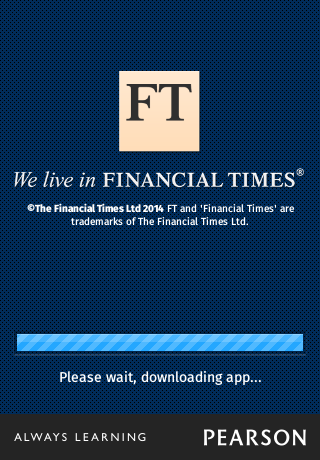 FT
We live in FINANCIAL TIMES®
©The Financial Times Ltd 2014 FT and 'Financial Times' are
trademarks of The Financial Times Ltd.
Please wait, downloading app...
ALWAYS LEARNING
PEARSON